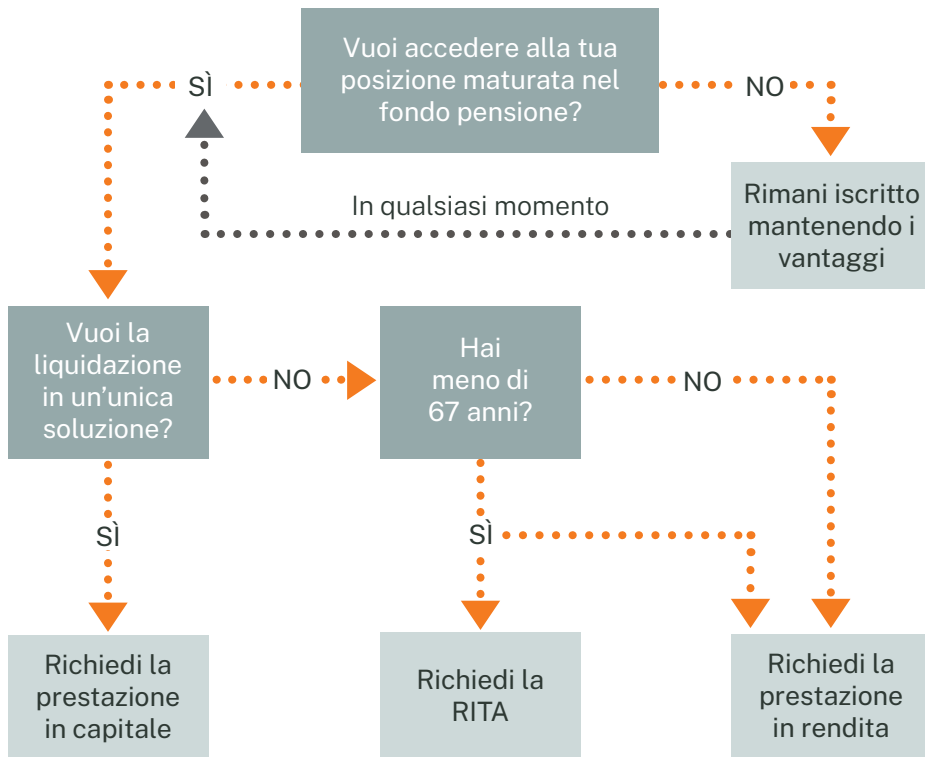 Vuoi accedere alla tua
posizione maturata nel
fondo pensione?
SÌ
NO
Rimani iscritto
mantenendo i
vantaggi
In qualsiasi momento
Vuoi la
liquidazione
in un’unica
soluzione?
NO
Hai
meno di
67 anni?
NO
SÌ
SÌ
Richiedi la
prestazione
in capitale
Richiedi la
RITA
Richiedi la
prestazione
in rendita